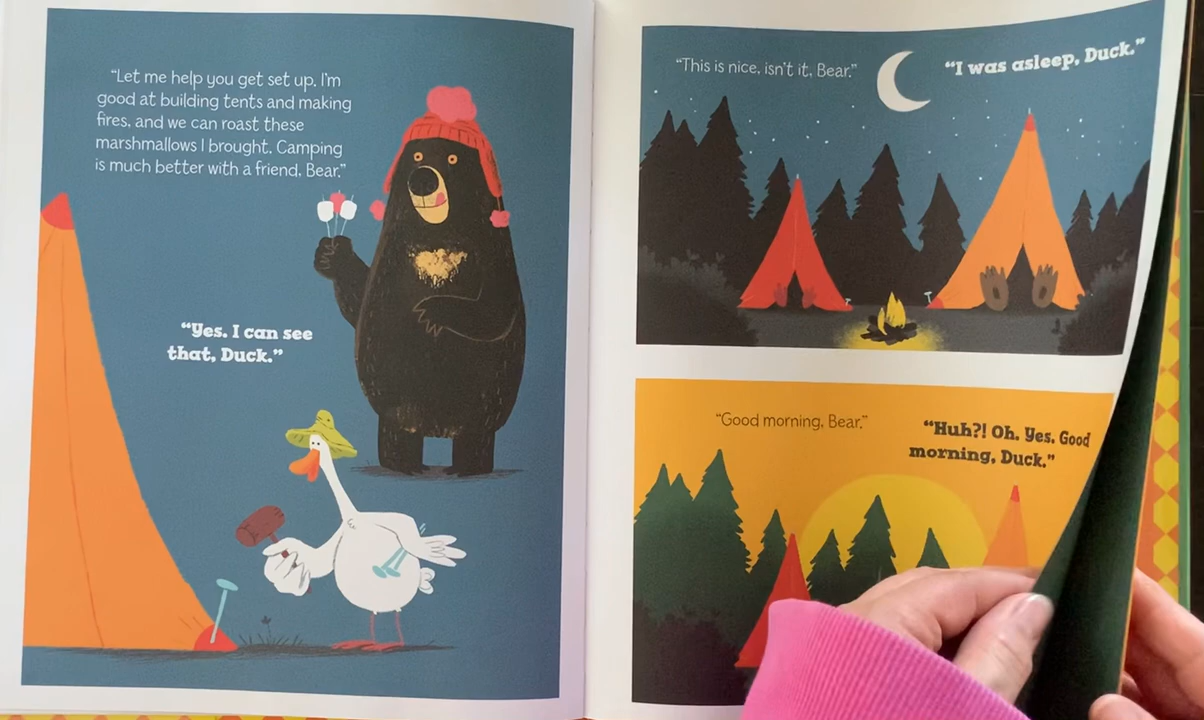 “Let me help you get set up. I’m
good at building tents and making
fires, and we can roast these
marshmallows I brought. Camping
is much better with a friend, Bear.”
“Yes. I can see
that, Duck.”
“This is nice, isn’t it, Bear.”
“I was asleep, Duck.”
“Good morning, Bear.”
“Huh?! Oh. Yes. Good
morning, Duck.”